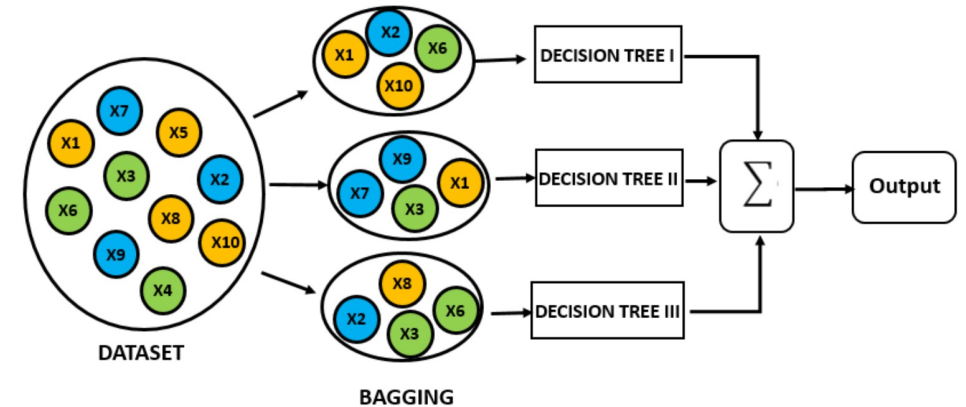 X7
X1
X5
X3
X2
X6
X8
X10
X9
X4
DATASET
X2
X1
X6
X10
X9
X7
X1
X3
X8
X2
X6
X3
BAGGING
DECISION TREE I
DECISION TREE II
DECISION TREE III
∑
Output